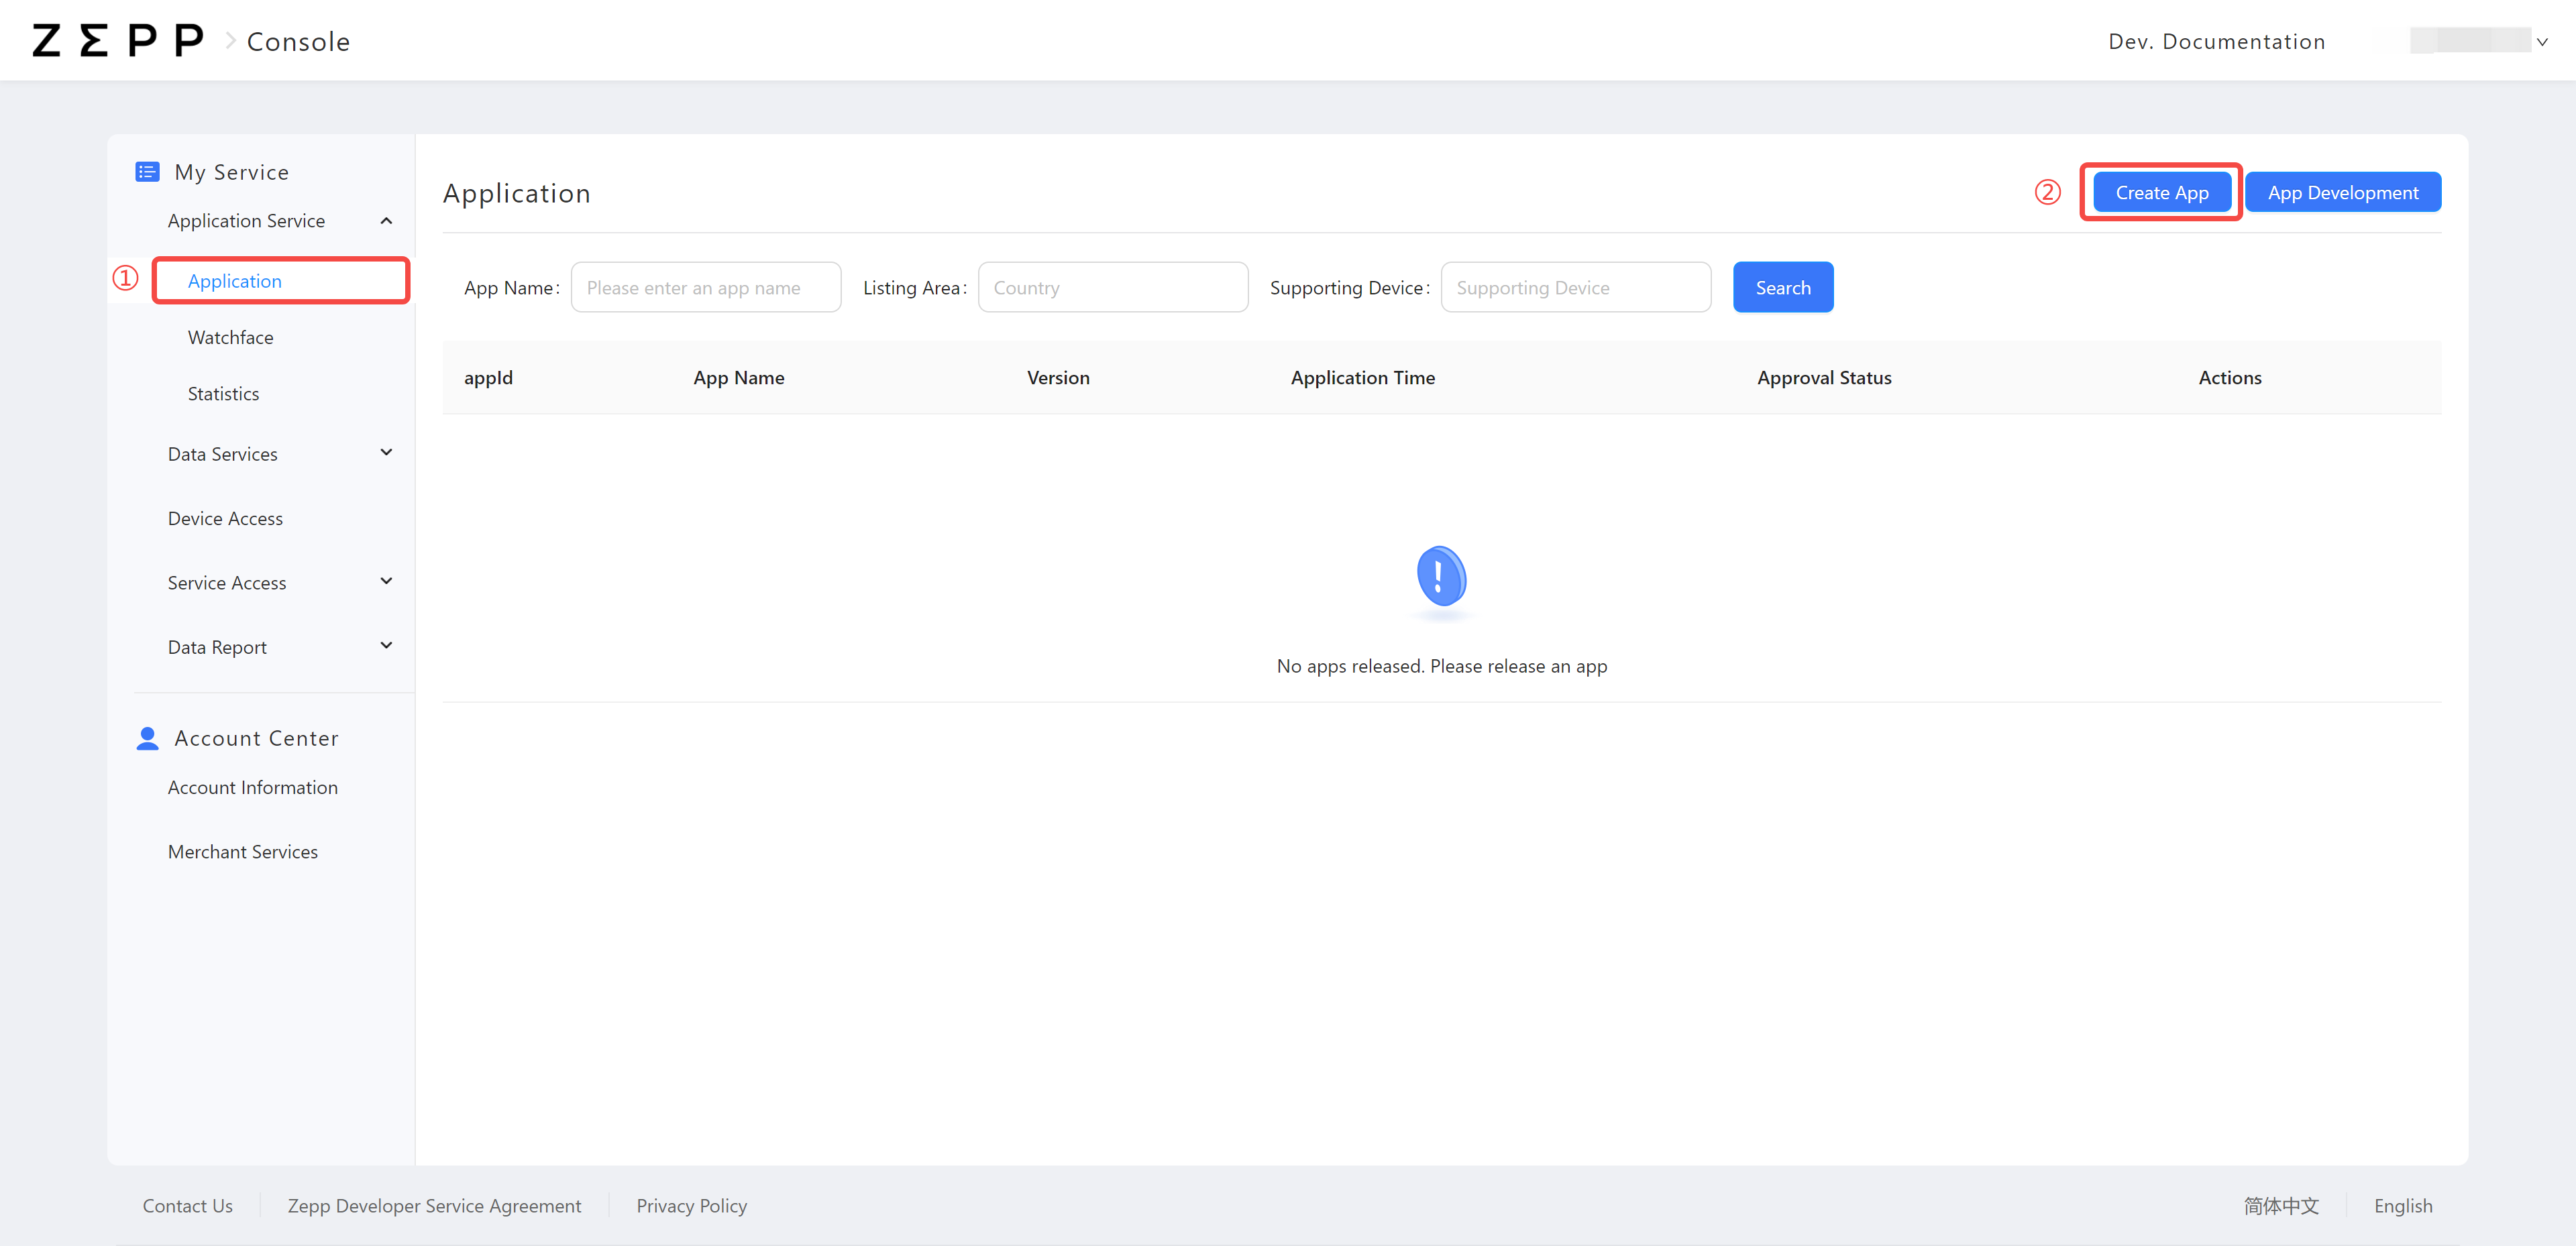 ZEPP > Console
Dev. Documentation
My Service
Application Service
① Application
Watchface
Statistics
Data Services
Device Access
Service Access
Data Report
Account Center
Account Information
Merchant Services
Application
② Create App App Development
App Name: Please enter an app name Listing Area: Country Supporting Device: Supporting Device Search
appId App Name Version Application Time Approval Status Actions
No apps released. Please release an app
Contact Us Zepp Developer Service Agreement Privacy Policy
简体中文 English